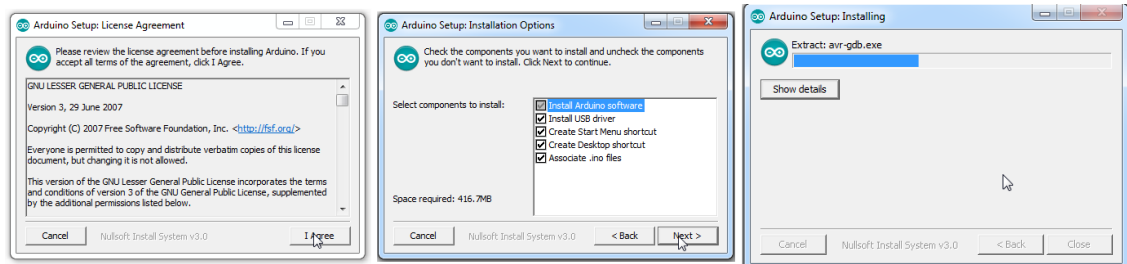 Arduino Setup: License Agreement
Please review the license agreement before installing Arduino. If you
accept all terms of the agreement, click I Agree.
GNU LESSER GENERAL PUBLIC LICENSE
Version 3, 29 June 2007
Copyright (C) 2007 Free Software Foundation, Inc. <http://fsf.org/>
Everyone is permitted to copy and distribute verbatim copies of this license
document, but changing it is not allowed.
This version of the GNU Lesser General Public License incorporates the terms
and conditions of version 3 of the GNU General Public License, supplemented
by the additional permissions listed below.
Cancel
Nullsoft Install System v3.0
I Agree
Arduino Setup: Installation Options
Check the components you want to install and uncheck the components
you don't want to install. Click Next to continue.
Select components to install:
Install Arduino software
Install USB driver
Create Start Menu shortcut
Create Desktop shortcut
Associate .ino files
Space required: 416.7MB
Cancel
Nullsoft Install System v3.0
< Back
Next >
Arduino Setup: Installing
Extract: avr-gdb.exe
Show details
Cancel
Nullsoft Install System v3.0
< Back
Close